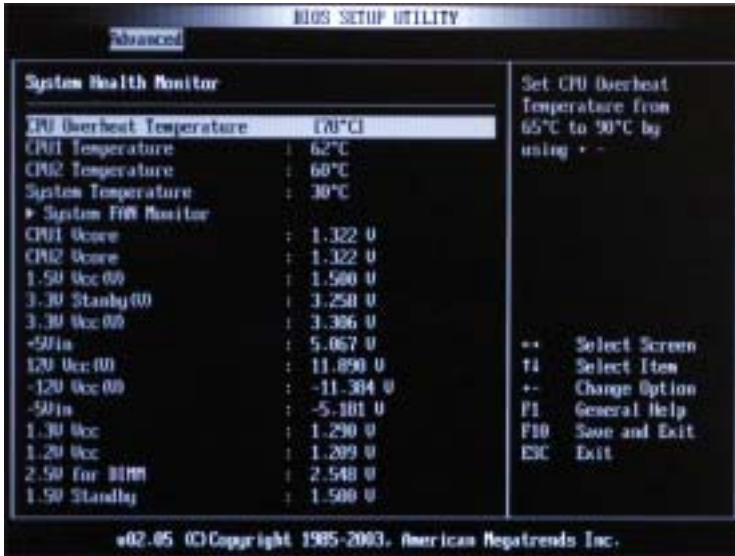 BIOS SETUP UTILITY
Advanced
System Health Monitor
CPU Overheat Temperature [78°C]
CPU1 Temperature : 62°C
CPU2 Temperature : 60°C
System Temperature : 30°C
▶ System FAN Monitor
CPU1 Vcore : 1.322 V
CPU2 Vcore : 1.322 V
1.5V Vcc(V) : 1.500 V
3.3V Stanby(V) : 3.258 V
3.3V Vcc(V) : 3.306 V
+5Vin : 5.067 V
12V Vcc(V) : 11.890 V
-12V Vcc(V) : -11.384 V
-5Vin : -5.181 V
1.3V Vcc : 1.290 V
1.2V Vcc : 1.209 V
2.5V for DIMM : 2.548 V
1.5V Standby : 1.500 V
Set CPU Overheat
Temperature from
65°C to 90°C by
using + -
↔ Select Screen
↑↓ Select Item
+- Change Option
F1 General Help
F10 Save and Exit
ESC Exit
v02.05 (C)Copyright 1985-2003, American Megatrends Inc.